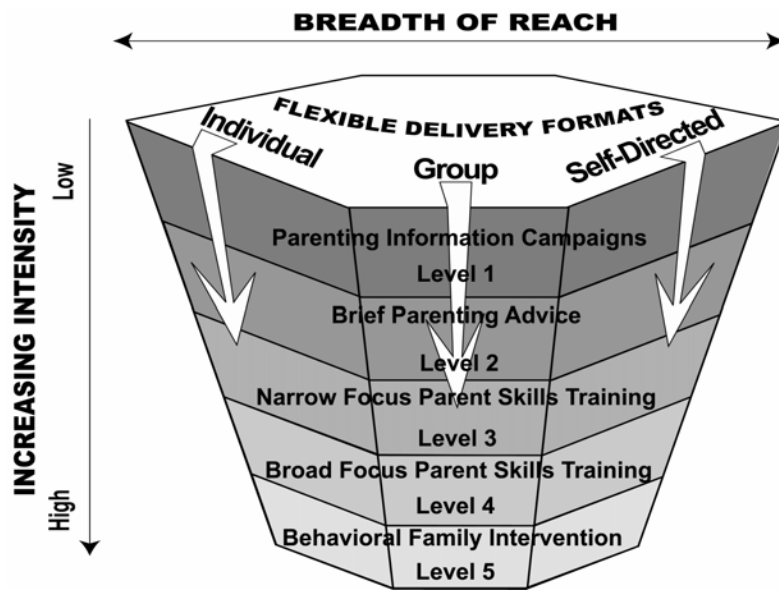 BREADTH OF REACH
FLEXIBLE DELIVERY FORMATS
Individual
Group
Self-Directed
INCREASING INTENSITY
Low
High
Parenting Information Campaigns
Level 1
Brief Parenting Advice
Level 2
Narrow Focus Parent Skills Training
Level 3
Broad Focus Parent Skills Training
Level 4
Behavioral Family Intervention
Level 5